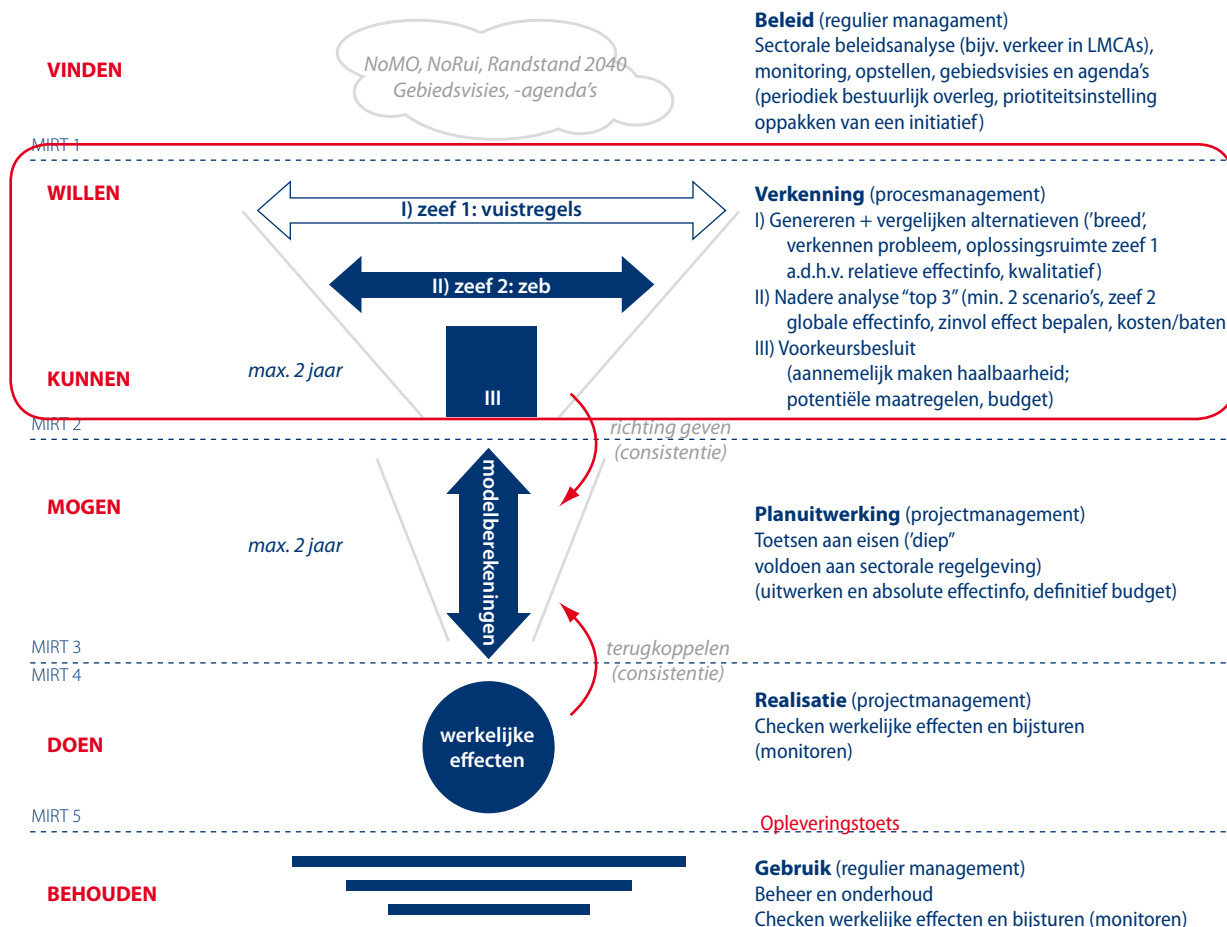 VINDEN
NoMO, NoRui, Randstand 2040
Gebiedsvisies, -agenda's
Beleid (regulier managament)
Sectorale beleidsanalyse (bijv. verkeer in LMCAs),
monitoring, opstellen, gebiedsvisies en agenda's
(periodiek bestuurlijk overleg, priotiteitsinstelling
oppakken van een initiatief)
MIRT 1
WILLEN
I) zeef 1: vuistregels
II) zeef 2: zeb
III
max. 2 jaar
KUNNEN
Verkenning (procesmanagement)
I) Genereren + vergelijken alternatieven ('breed',
verkennen probleem, oplossingsruimte zeef 1
a.d.h.v. relatieve effectinfo, kwalitatief)
II) Nadere analyse "top 3" (min. 2 scenario's, zeef 2
globale effectinfo, zinvol effect bepalen, kosten/baten
III) Voorkeursbesluit
(aannemelijk maken haalbaarheid;
potentiële maatregelen, budget)
MIRT 2
richting geven
(consistentie)
MOGEN
max. 2 jaar
modelberekeningen
Planuitwerking (projectmanagement)
Toetsen aan eisen ('diep"
voldoen aan sectorale regelgeving)
(uitwerken en absolute effectinfo, definitief budget)
MIRT 3
terugkoppelen
(consistentie)
MIRT 4
DOEN
werkelijke
effecten
Realisatie (projectmanagement)
Checken werkelijke effecten en bijsturen
(monitoren)
MIRT 5
Opleveringstoets
BEHOUDEN
Gebruik (regulier management)
Beheer en onderhoud
Checken werkelijke effecten en bijsturen (monitoren)